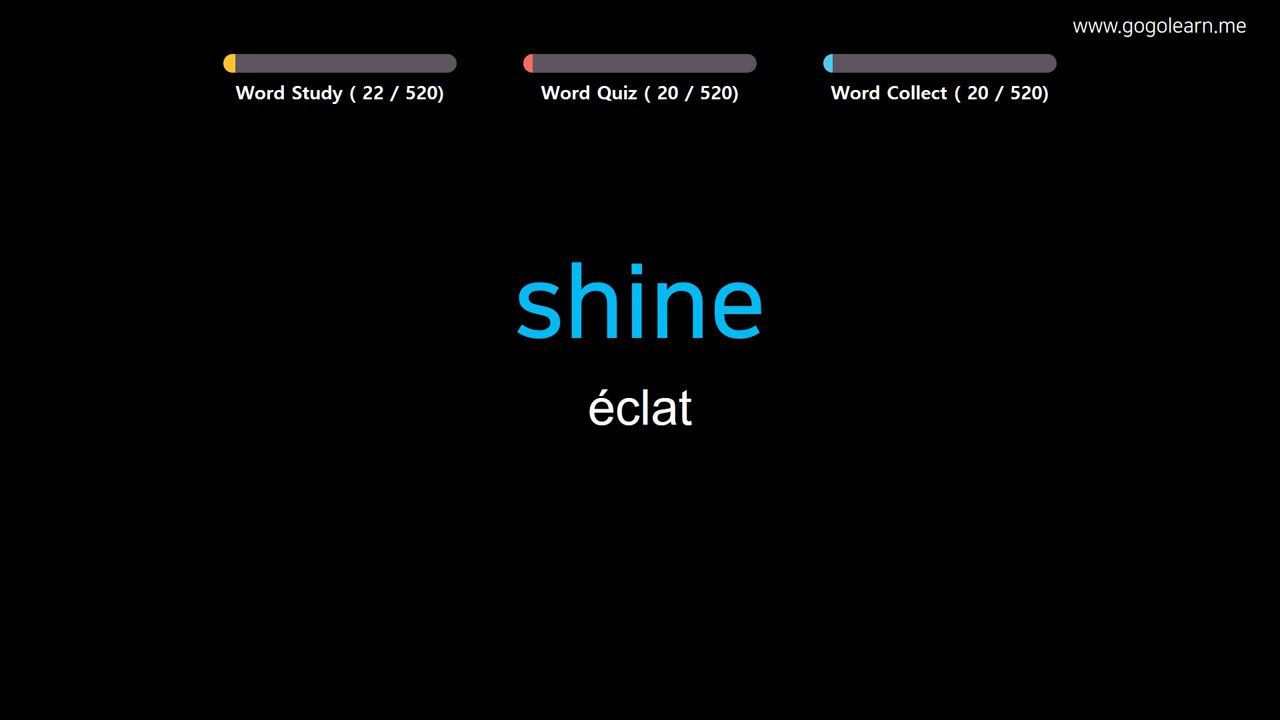 www.gogolearn.me
Word Study ( 22 / 520)
Word Quiz ( 20 / 520)
Word Collect ( 20 / 520)
shine
éclat